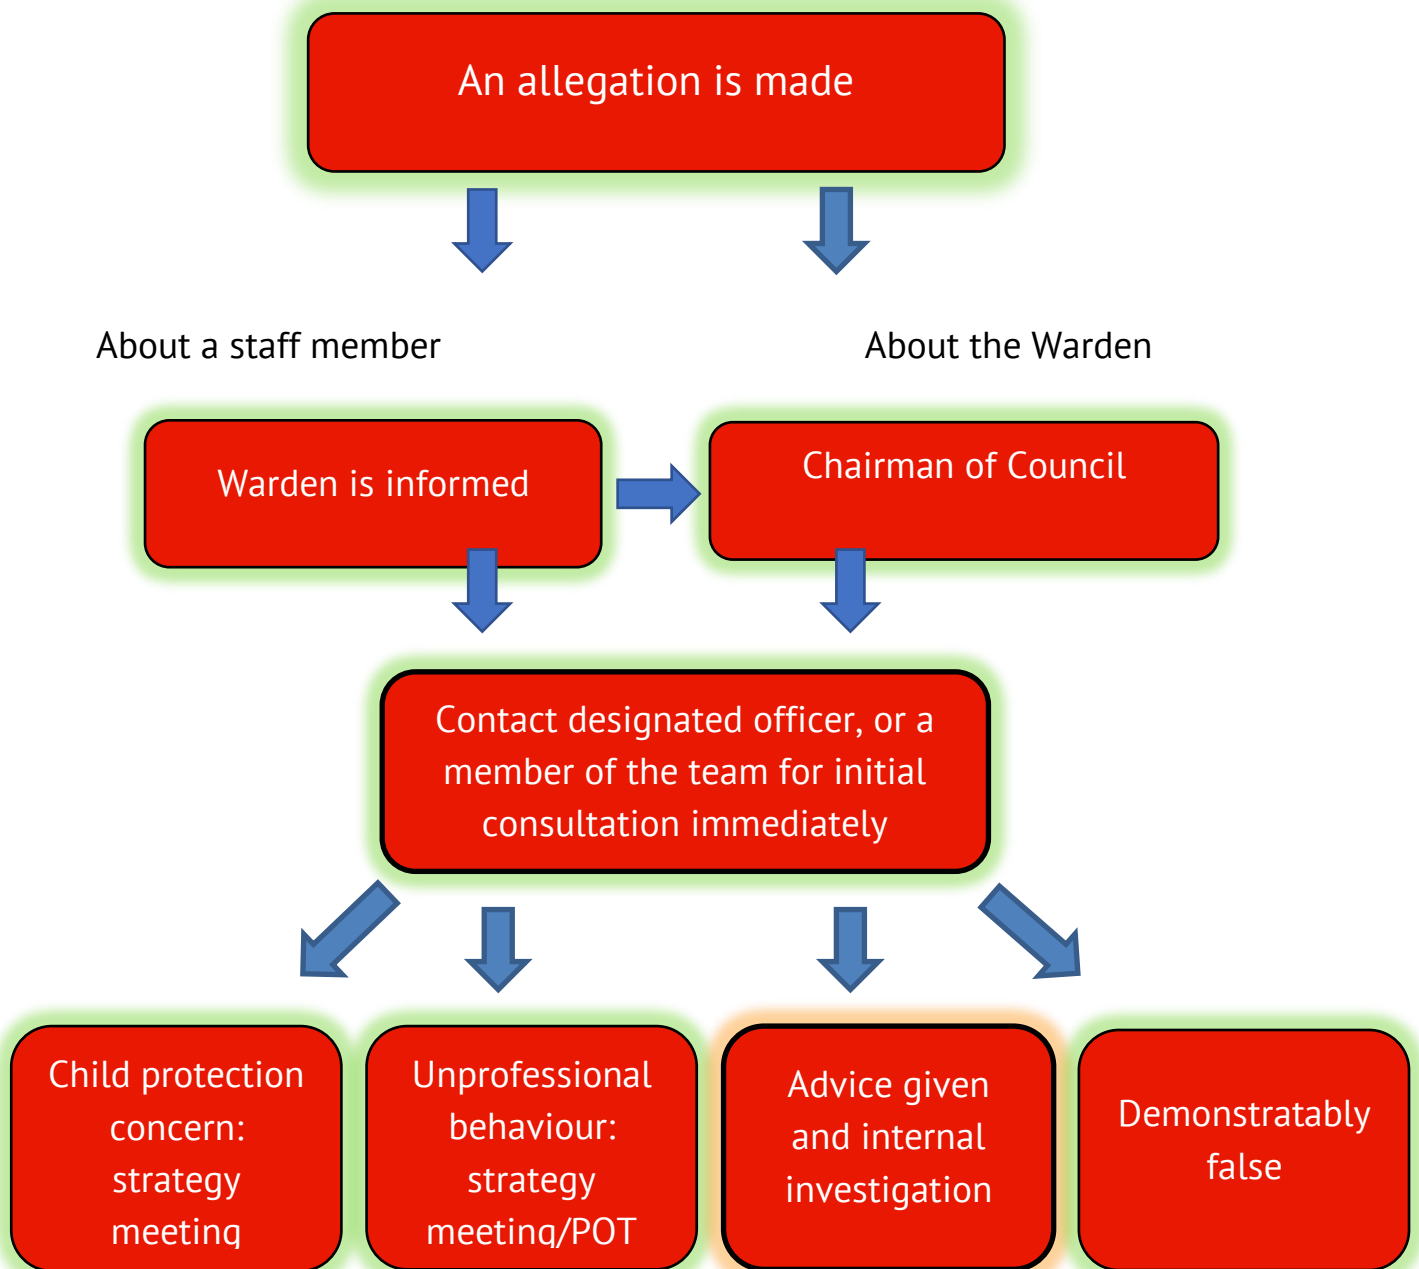 An allegation is made
About a staff member
About the Warden
Warden is informed
Chairman of Council
Contact designated officer, or a
member of the team for initial
consultation immediately
Child protection
concern:
strategy
meeting
Unprofessional
behaviour:
strategy
meeting/POT
Advice given
and internal
investigation
Demonstratably
false